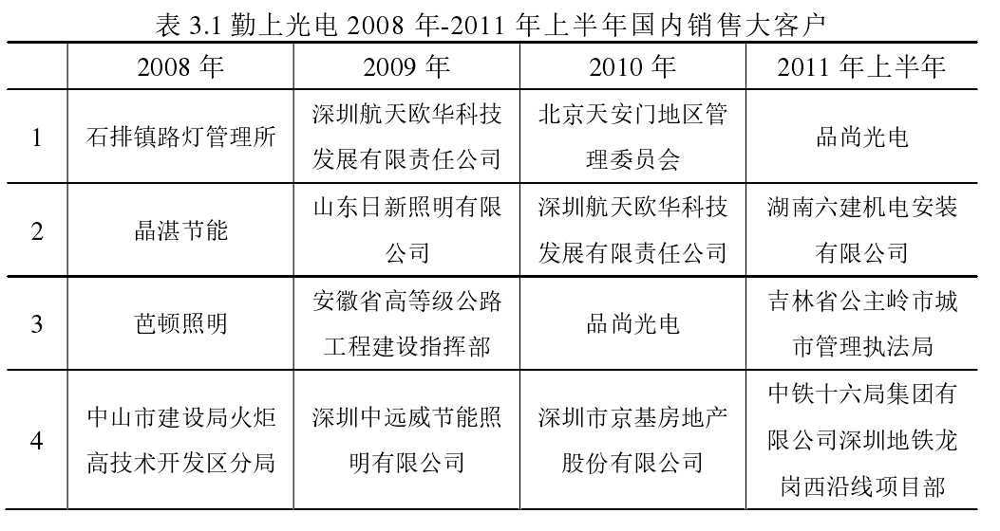 表 3.1 勤上光电 2008 年-2011 年上半年国内销售大客户
2008 年 2009 年 2010 年 2011 年上半年
1 石排镇路灯管理所 深圳航天欧华科技 北京天安门地区管 品尚光电
发展有限责任公司 理委员会
2 晶湛节能 山东日新照明有限 深圳航天欧华科技 湖南六建机电安装
公司 发展有限责任公司 有限公司
3 芭顿照明 安徽省高等级公路 品尚光电 吉林省公主岭市城
工程建设指挥部 市管理执法局
4 中山市建设局火炬 深圳中远威节能照 深圳市京基房地产 中铁十六局集团有
高技术开发区分局 明有限公司 股份有限公司 限公司深圳地铁龙
岗西沿线项目部